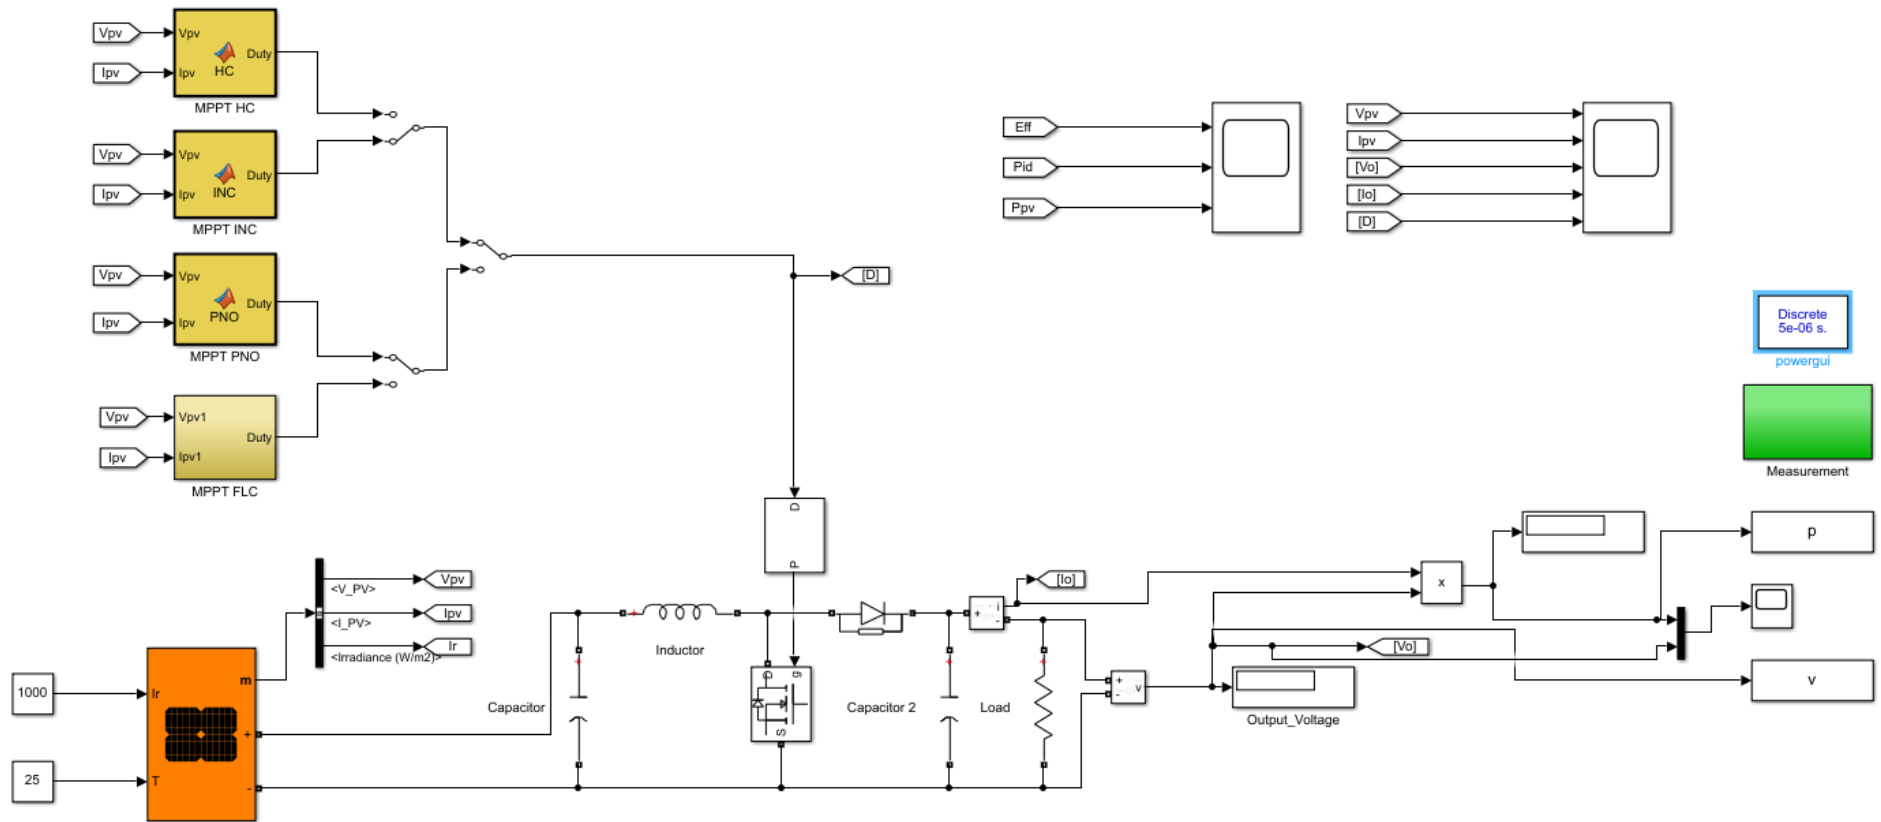 Vpv
Ipv
Vpv
Ipv
Duty
HC
MPPT HC
Vpv
Ipv
Vpv
Ipv
Duty
INC
MPPT INC
Vpv
Ipv
Vpv
Ipv
Duty
PNO
MPPT PNO
Vpv
Ipv
Vpv1
Ipv1
Duty
MPPT FLC
[D]
Eff
Pid
Ppv
Vpv
Ipv
[Vo]
[Io]
[D]
Discrete
5e-06 s.
powergui
Measurement
D
P
<V_PV>
<I_PV>
<Irradiance (W/m2)>
Vpv
Ipv
Ir
1000
25
Ir
T
m
+
-
Capacitor
+
+
Inductor
D
g
S
Capacitor 2
+
Load
+
+
i
-
[Io]
+
-
v
x
[Vo]
Output_Voltage
p
v